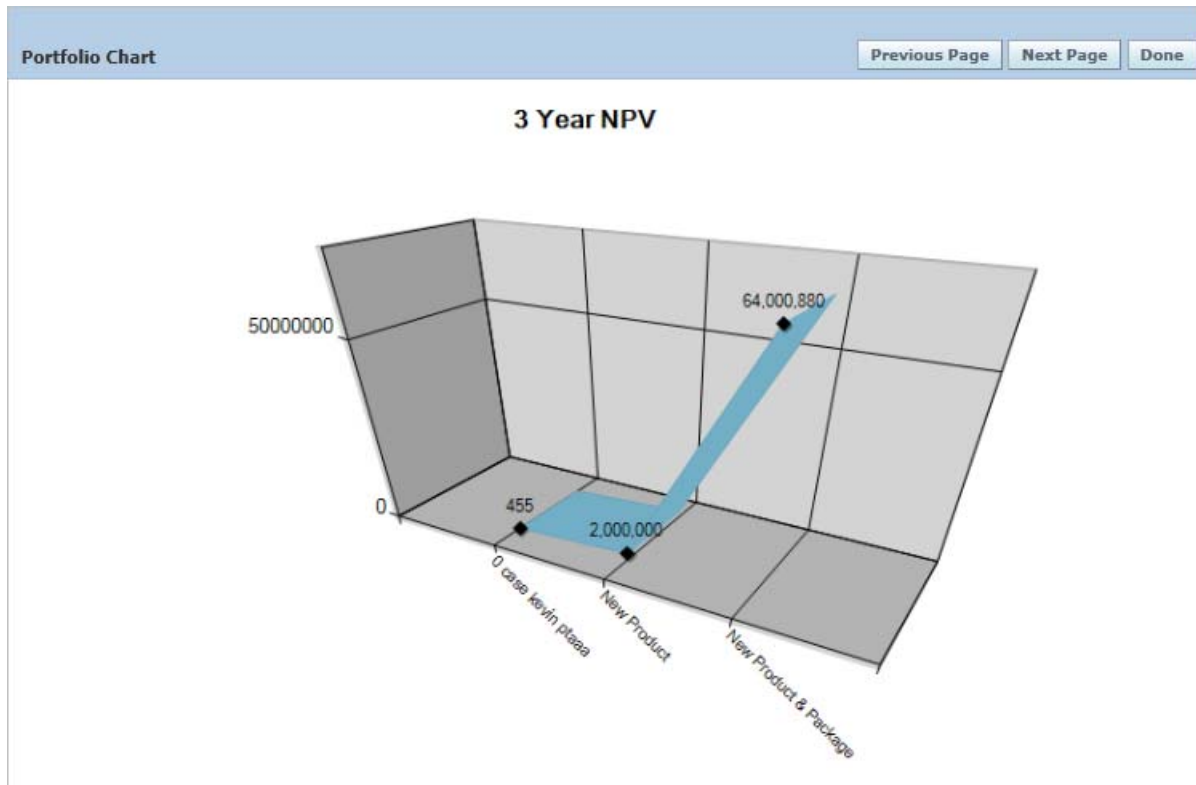 Portfolio Chart
Previous Page
Next Page
Done
3 Year NPV
64,000,880
50000000
455
0
2,000,000
0 case kevin ptaaa
New Product
New Product & Package